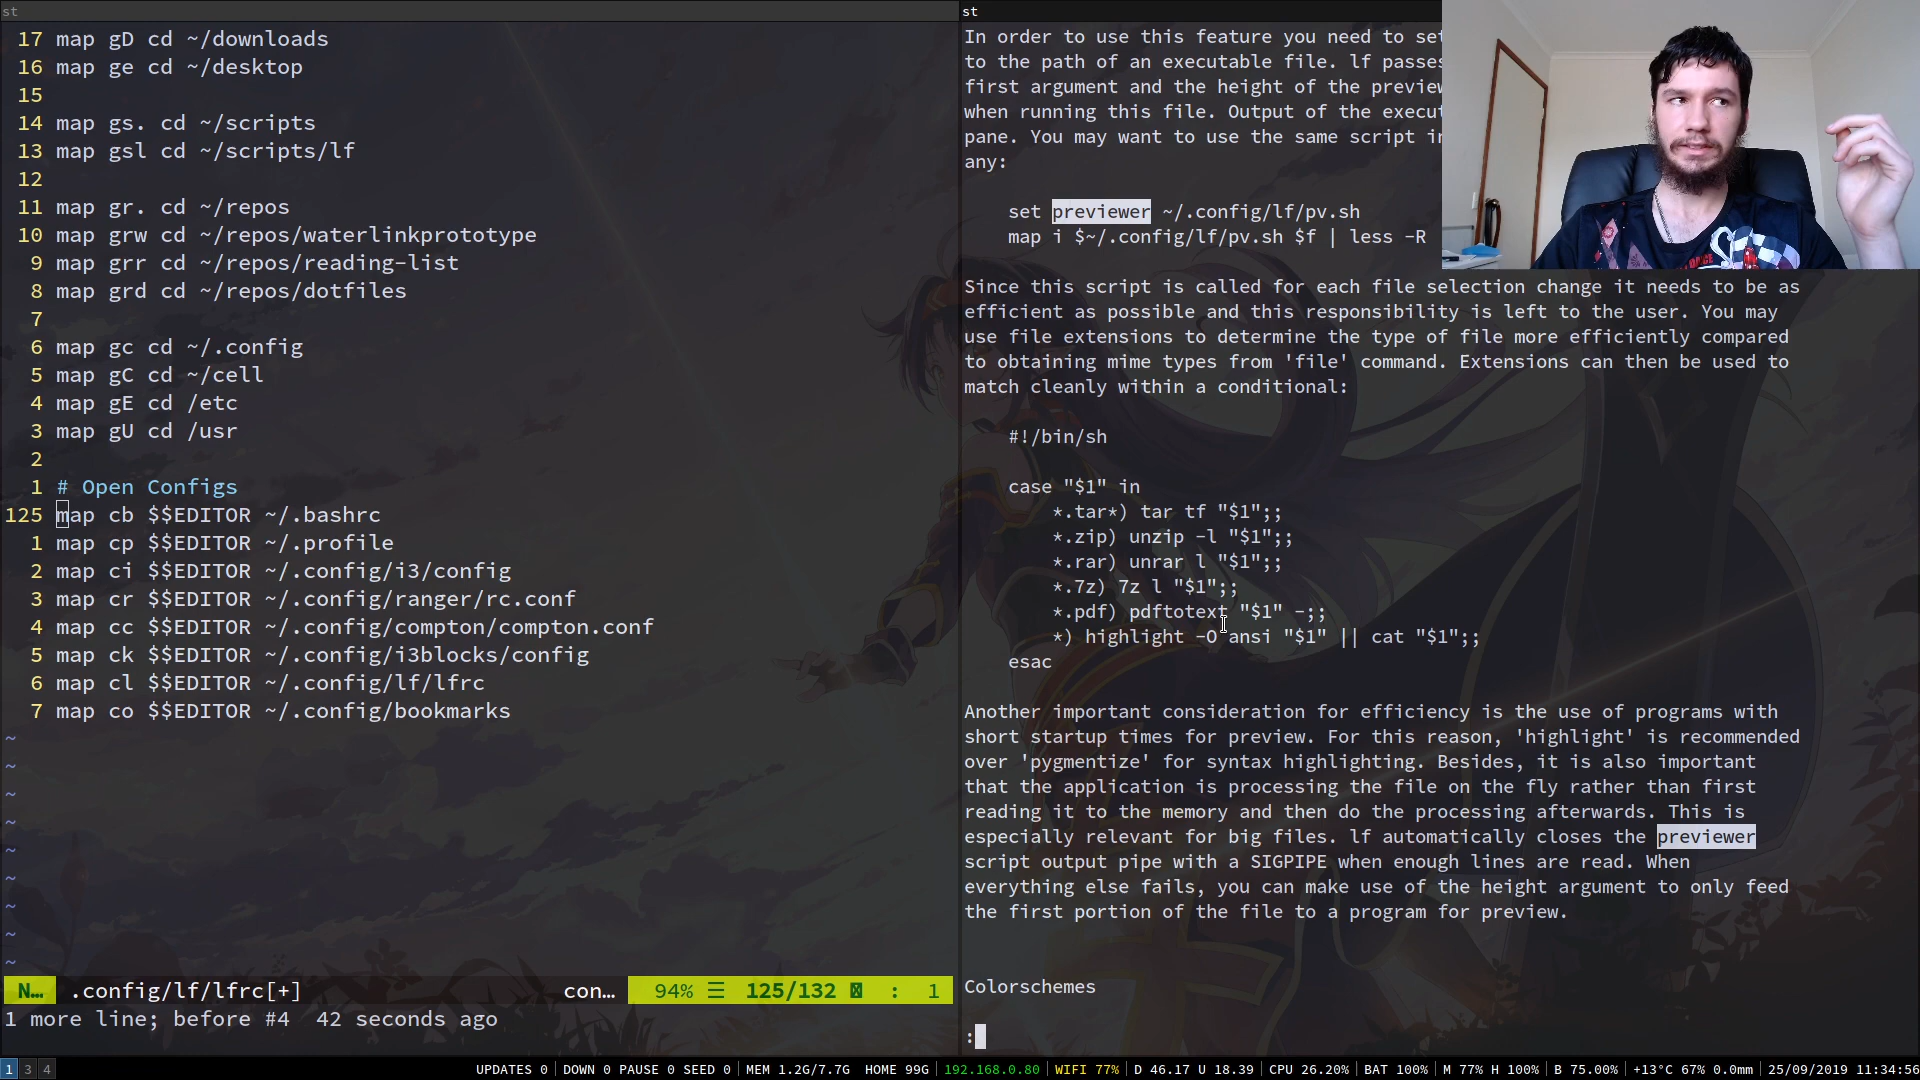 st
17 map gD cd ~/downloads
16 map ge cd ~/desktop
15
14 map gs. cd ~/scripts
13 map gsl cd ~/scripts/lf
12
11 map gr. cd ~/repos
10 map grw cd ~/repos/waterlinkprototype
9 map grr cd ~/repos/reading-list
8 map grd cd ~/repos/dotfiles
7
6 map gc cd ~/.config
5 map gC cd ~/cell
4 map gE cd /etc
3 map gU cd /usr
2
1 # Open Configs
125 map cb $$EDITOR ~/.bashrc
1 map cp $$EDITOR ~/.profile
2 map ci $$EDITOR ~/.config/i3/config
3 map cr $$EDITOR ~/.config/ranger/rc.conf
4 map cc $$EDITOR ~/.config/compton/compton.conf
5 map ck $$EDITOR ~/.config/i3blocks/config
6 map cl $$EDITOR ~/.config/lf/lfrc
7 map co $$EDITOR ~/.config/bookmarks
~
~
~
~
~
~
~
~
~
N… .config/lf/lfrc[+] con… 94% ☰ 125/132 : 1
1 more line; before #4  42 seconds ago
st
In order to use this feature you need to set
to the path of an executable file. lf passes
first argument and the height of the preview
when running this file. Output of the execut
pane. You may want to use the same script in
any:
set previewer ~/.config/lf/pv.sh
map i $~/.config/lf/pv.sh $f | less -R
Since this script is called for each file selection change it needs to be as
efficient as possible and this responsibility is left to the user. You may
use file extensions to determine the type of file more efficiently compared
to obtaining mime types from 'file' command. Extensions can then be used to
match cleanly within a conditional:
#!/bin/sh
case "$1" in
*.tar*) tar tf "$1";;
*.zip) unzip -l "$1";;
*.rar) unrar l "$1";;
*.7z) 7z l "$1";;
*.pdf) pdftotext "$1" -;;
*) highlight -O ansi "$1" || cat "$1";;
esac
Another important consideration for efficiency is the use of programs with
short startup times for preview. For this reason, 'highlight' is recommended
over 'pygmentize' for syntax highlighting. Besides, it is also important
that the application is processing the file on the fly rather than first
reading it to the memory and then do the processing afterwards. This is
especially relevant for big files. lf automatically closes the previewer
script output pipe with a SIGPIPE when enough lines are read. When
everything else fails, you can make use of the height argument to only feed
the first portion of the file to a program for preview.
Colorschemes
:
1 3 4 UPDATES 0 | DOWN 0 PAUSE 0 SEED 0 | MEM 1.2G/7.7G HOME 99G | 192.168.0.80 | WIFI 77% | D 46.17 U 18.39 | CPU 26.20% | BAT 100% | M 77% H 100% | B 75.00% | +13°C 67% 0.0mm | 25/09/2019 11:34:56